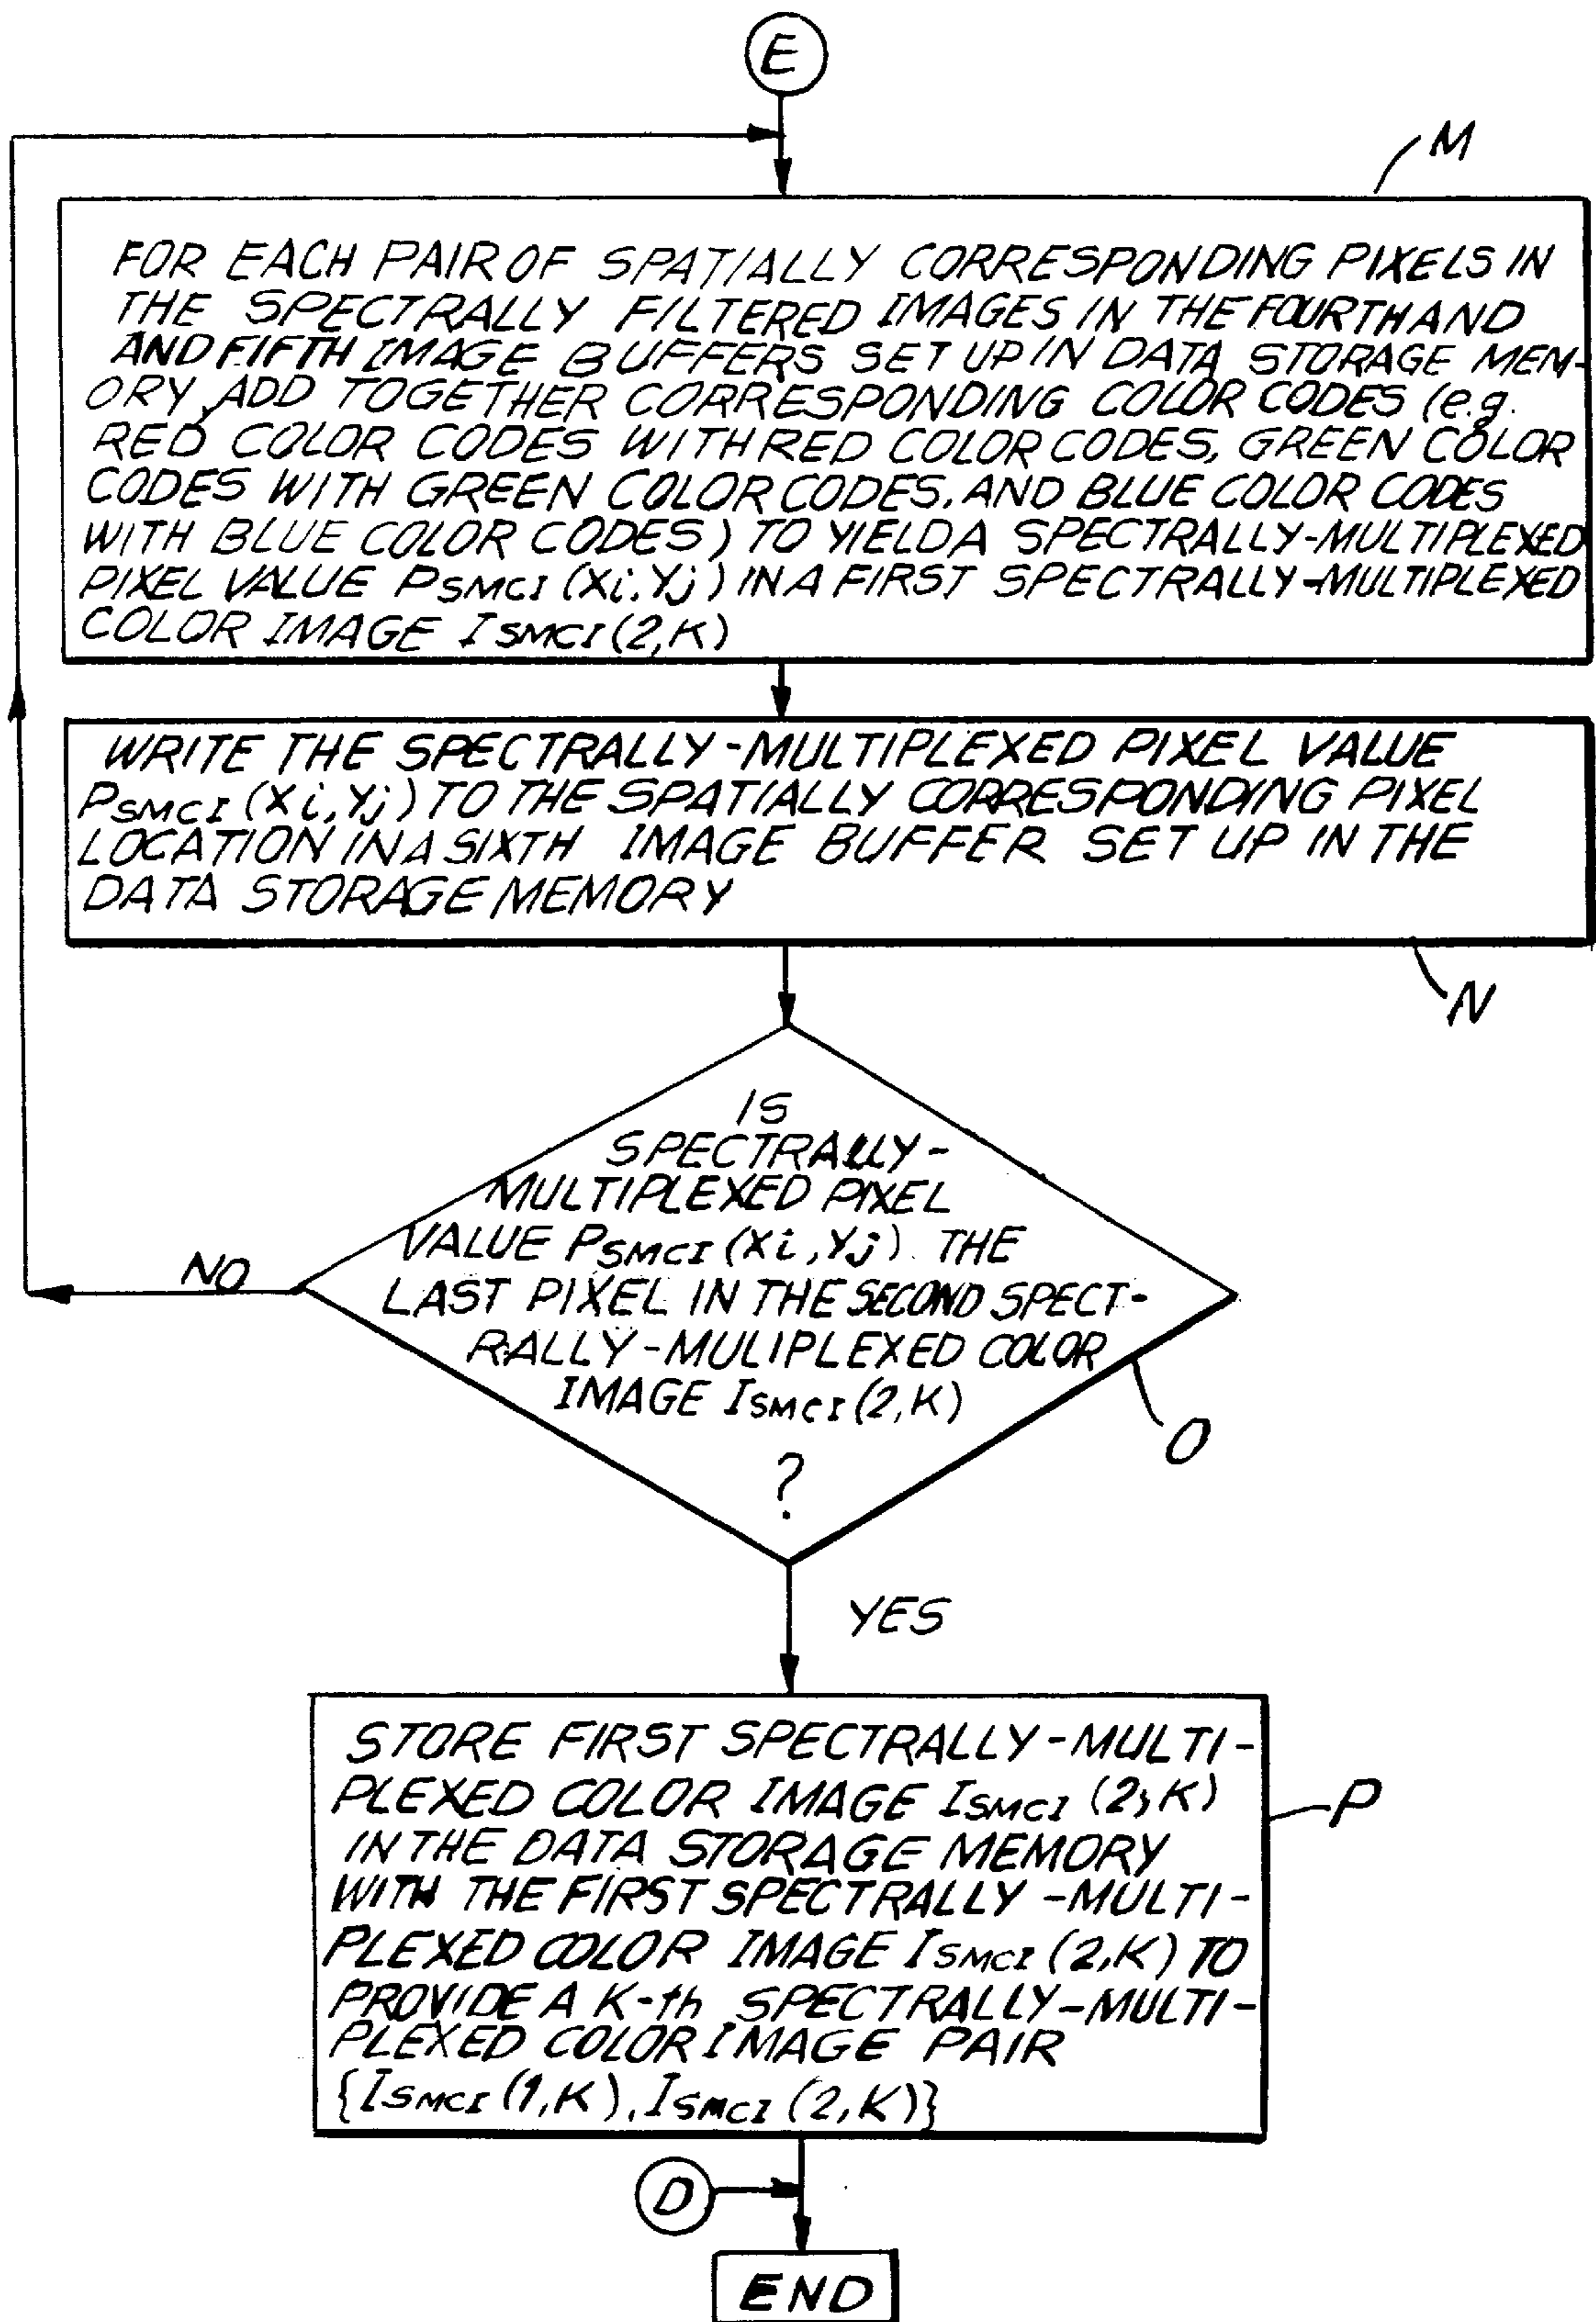 E
M
FOR EACH PAIR OF SPATIALLY CORRESPONDING PIXELS IN
THE SPECTRALLY FILTERED IMAGES IN THE FOURTH AND
AND FIFTH IMAGE BUFFERS SET UP IN DATA STORAGE MEM-
ORY, ADD TOGETHER CORRESPONDING COLOR CODES (e.g.
RED COLOR CODES WITH RED COLOR CODES, GREEN COLOR
CODES WITH GREEN COLOR CODES, AND BLUE COLOR CODES
WITH BLUE COLOR CODES) TO YIELD A SPECTRALLY-MULTIPLEXED
PIXEL VALUE PSMCI (Xi, Yj) IN A FIRST SPECTRALLY-MULTIPLEXED
COLOR IMAGE ISMCI (2,K)
WRITE THE SPECTRALLY-MULTIPLEXED PIXEL VALUE
PSMCI (Xi, Yj) TO THE SPATIALLY CORRESPONDING PIXEL
LOCATION IN A SIXTH IMAGE BUFFER SET UP IN THE
DATA STORAGE MEMORY
N
IS
SPECTRALLY-
MULTIPLEXED PIXEL
VALUE PSMCI (Xi, Yj). THE
NO
LAST PIXEL IN THE SECOND SPECT-
RALLY-MULIPLEXED COLOR
IMAGE ISMCI (2,K)
O
?
YES
STORE FIRST SPECTRALLY-MULTI-
PLEXED COLOR IMAGE ISMCI (2,K)
P
IN THE DATA STORAGE MEMORY
WITH THE FIRST SPECTRALLY-MULTI-
PLEXED COLOR IMAGE ISMCI (2,K) TO
PROVIDE A K-th SPECTRALLY-MULTI-
PLEXED COLOR IMAGE PAIR
{ISMCI (1,K), ISMCI (2,K)}
D
END